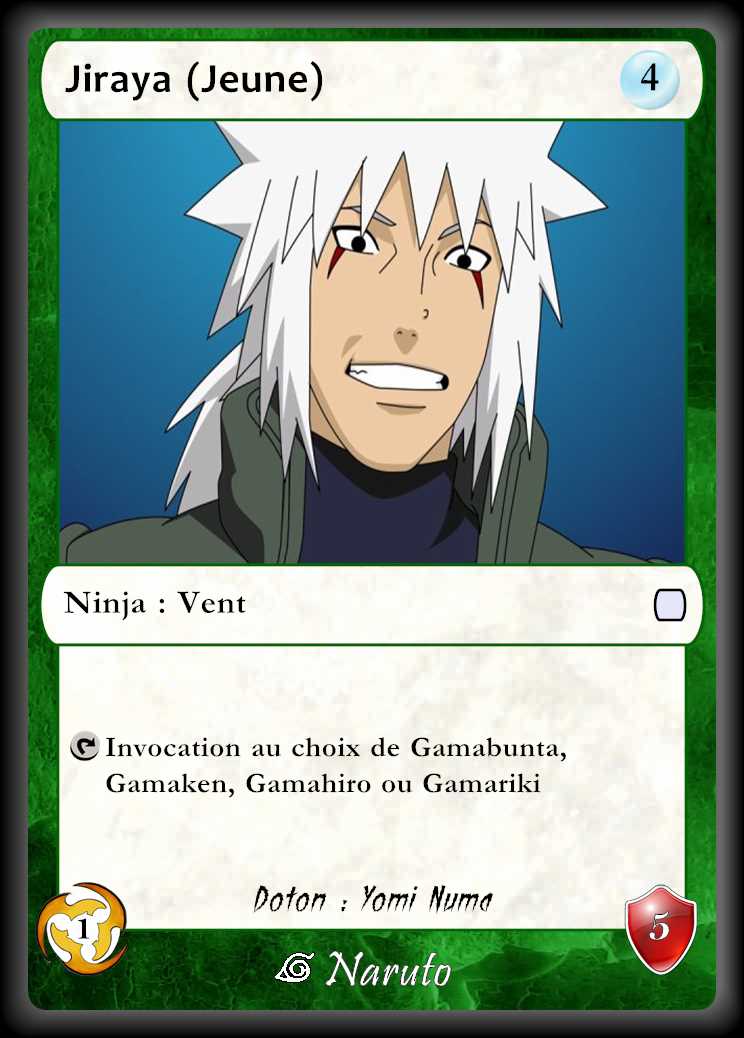 Jiraya (Jeune)
4
Ninja : Vent
Invocation au choix de Gamabunta,
Gamaken, Gamahiro ou Gamariki
Doton : Yomi Numa
1
5
Naruto